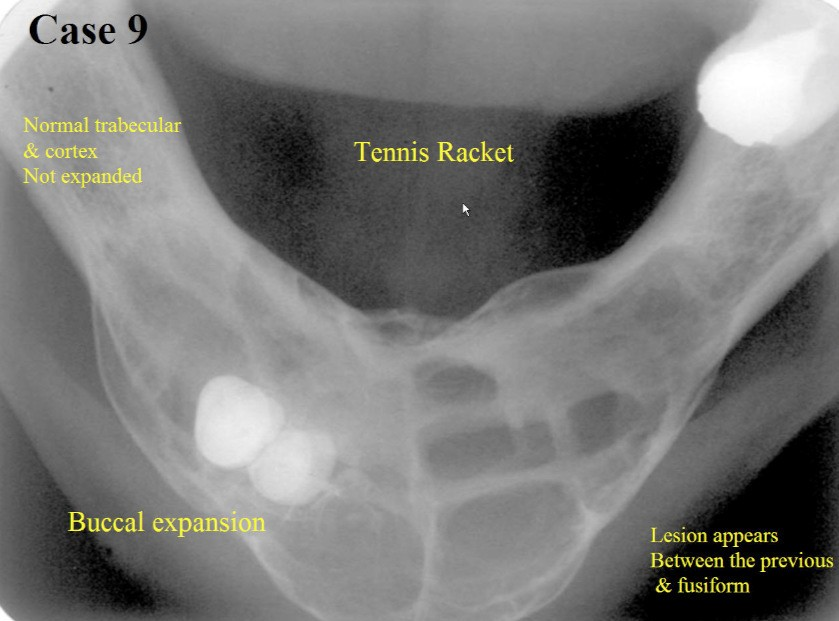 Case 9
Normal trabecular
& cortex
Not expanded
Tennis Racket
Buccal expansion
Lesion appears
Between the previous
& fusiform